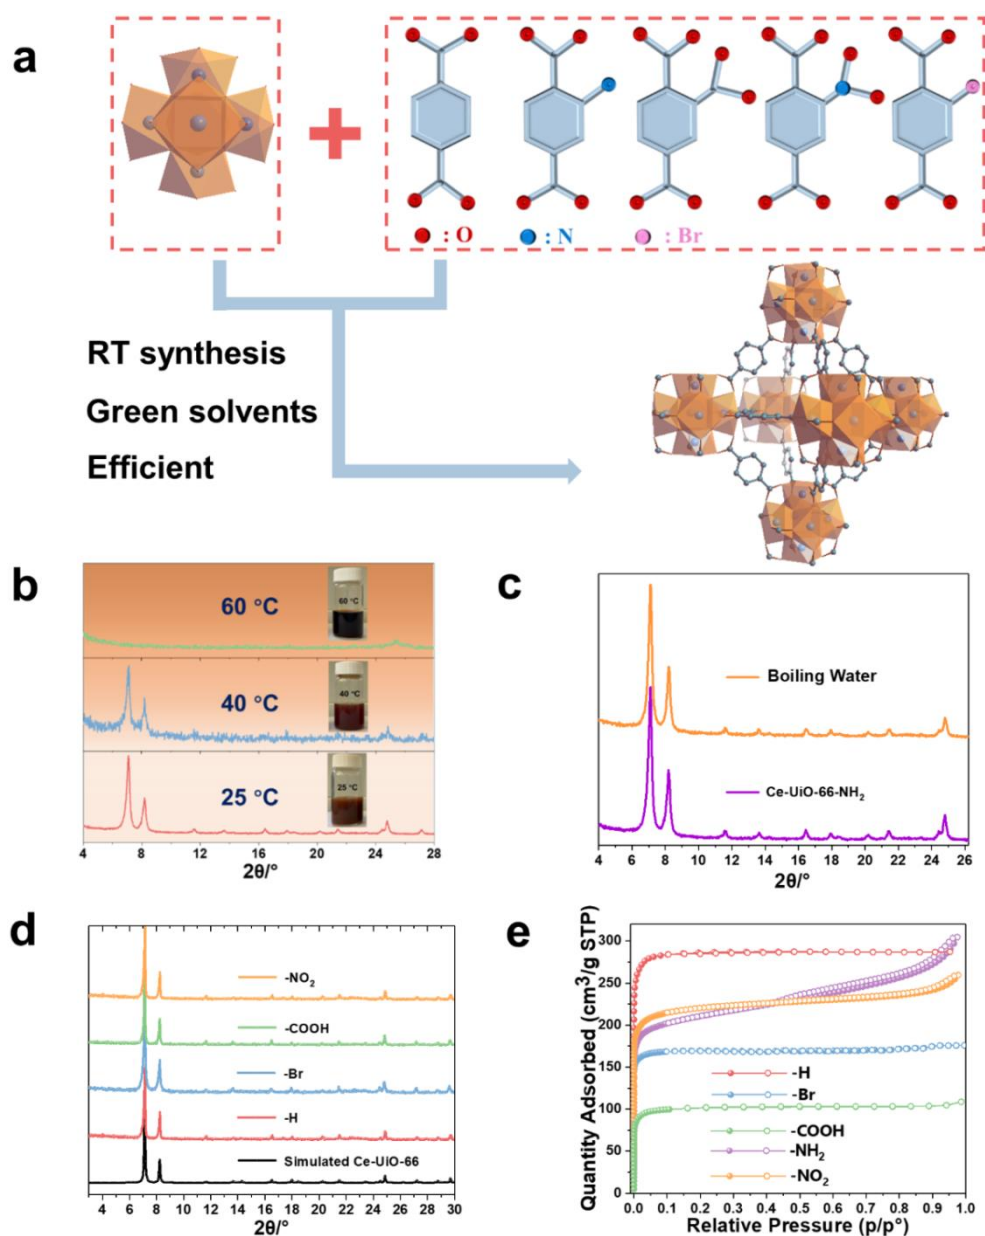 a
: O
: N
: Br
RT synthesis
Green solvents
Efficient
b
60 °C
60 °C
40 °C
40 °C
25 °C
25 °C
4 8 12 16 20 24 28
2θ/°
c
Boiling Water
Ce-UiO-66-NH₂
4 6 8 10 12 14 16 18 20 22 24 26
2θ/°
d
-NO₂
-COOH
-Br
-H
Simulated Ce-UiO-66
4 6 8 10 12 14 16 18 20 22 24 26 28 30
2θ/°
e
Quantity Adsorbed (cm³/g STP)
300
250
200
150
100
50
0
-H
-Br
-COOH
-NH₂
-NO₂
0.0 0.1 0.2 0.3 0.4 0.5 0.6 0.7 0.8 0.9 1.0
Relative Pressure (p/p°)